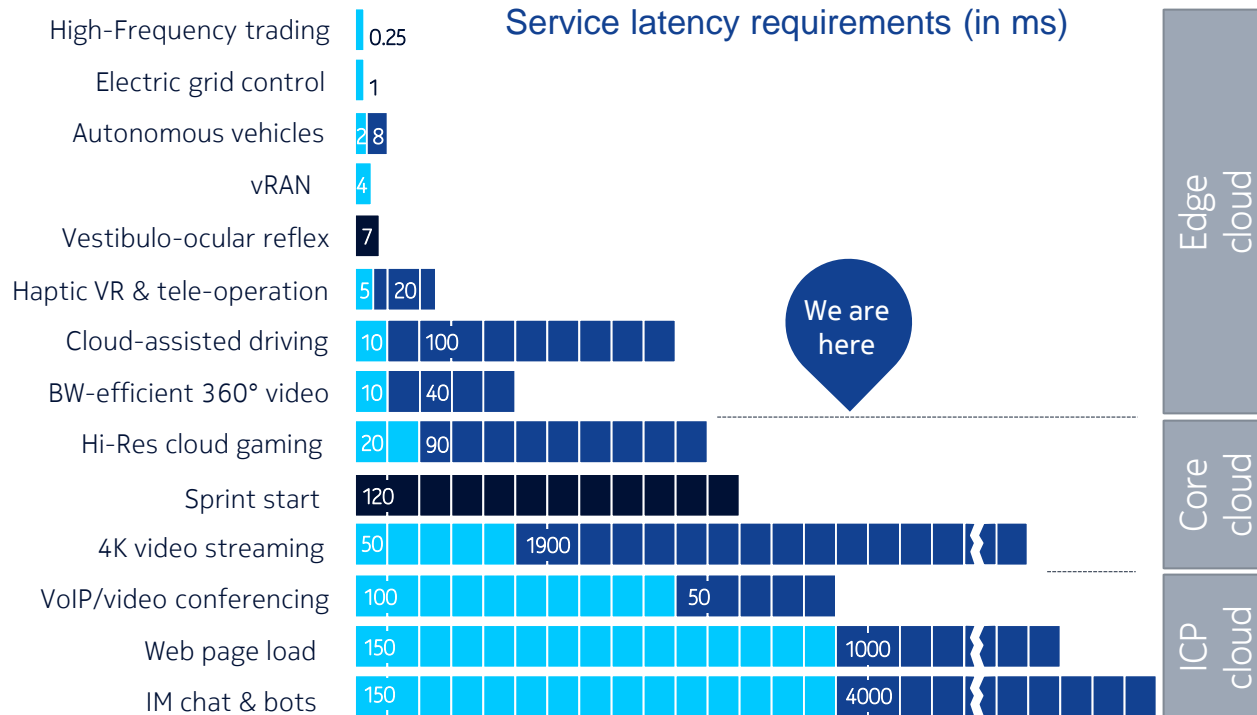 Service latency requirements (in ms)
High-Frequency trading 0.25
Electric grid control 1
Autonomous vehicles 2 8
vRAN 4
Vestibulo-ocular reflex 7
Haptic VR & tele-operation 5 20
Cloud-assisted driving 10 100
BW-efficient 360° video 10 40
Hi-Res cloud gaming 20 90
Sprint start 120
4K video streaming 50 1900
VoIP/video conferencing 100 50
Web page load 150 1000
IM chat & bots 150 4000
We are
here
Edge
cloud
Core
cloud
ICP
cloud